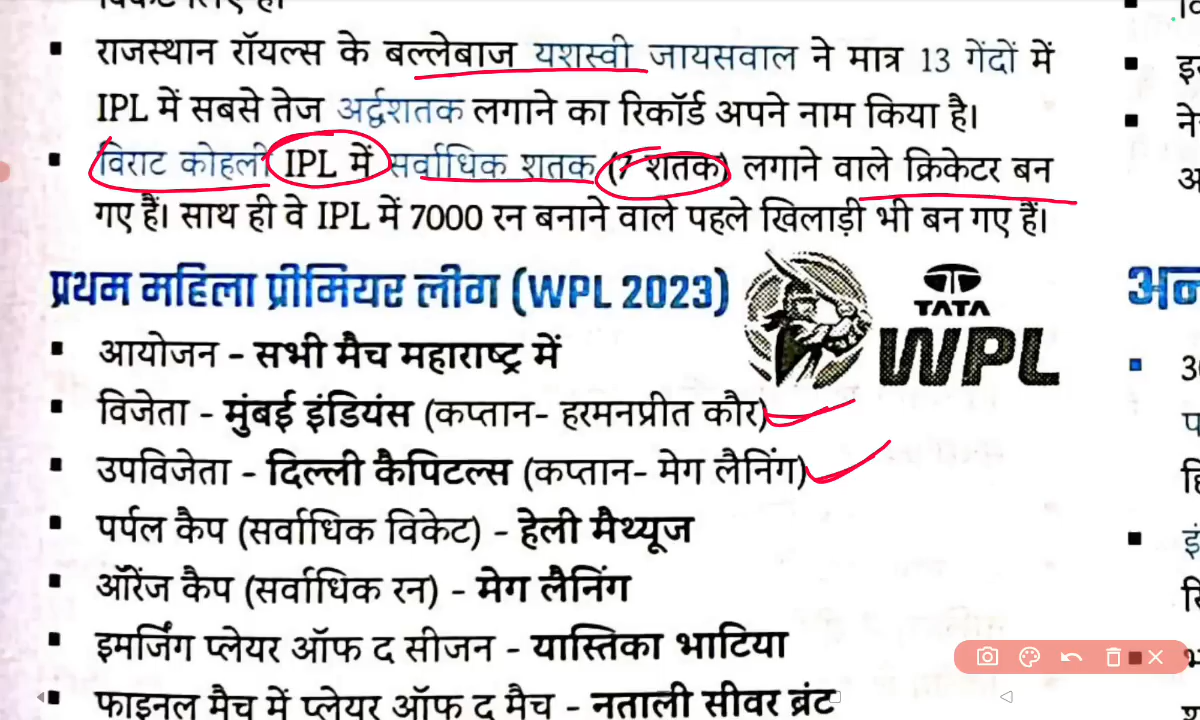 राजस्थान रॉयल्स के बल्लेबाज यशस्वी जायसवाल ने मात्र 13 गेंदों में
IPL में सबसे तेज अर्द्धशतक लगाने का रिकॉर्ड अपने नाम किया है।
विराट कोहली IPL में सर्वाधिक शतक (7 शतक) लगाने वाले क्रिकेटर बन
गए हैं। साथ ही वे IPL में 7000 रन बनाने वाले पहले खिलाड़ी भी बन गए हैं।
प्रथम महिला प्रीमियर लीग (WPL 2023)
TATA
WPL
आयोजन – सभी मैच महाराष्ट्र में
विजेता - मुंबई इंडियंस (कप्तान- हरमनप्रीत कौर)
उपविजेता - दिल्ली कैपिटल्स (कप्तान- मेग लैनिंग)
पर्पल कैप (सर्वाधिक विकेट) – हेली मैथ्यूज
ऑरेंज कैप (सर्वाधिक रन) – मेग लैनिंग
इमर्जिंग प्लेयर ऑफ द सीजन - यास्तिका भाटिया
फाइनल मैच में प्लेयर ऑफ द मैच – नताली सीवर ब्रंट